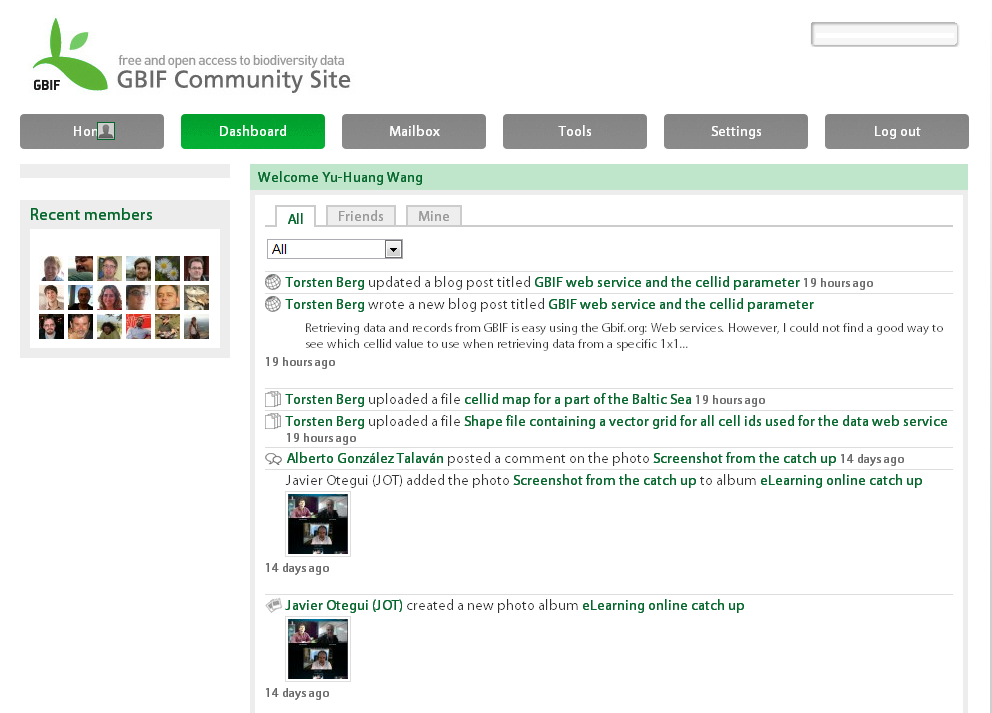 free and open access to biodiversity data
GBIF GBIF Community Site
Dashboard Mailbox Tools Settings Log out
Welcome Yu-Huang Wang
Recent members
All Friends Mine
All
Torsten Berg updated a blog post titled GBIF web service and the cellid parameter 19 hours ago
Torsten Berg wrote a new blog post titled GBIF web service and the cellid parameter
Retrieving data and records from GBIF is easy using the Gbif.org: Web services. However, I could not find a good way to
see which cellid value to use when retrieving data from a specific 1x1...
19 hours ago
Torsten Berg uploaded a file cellid map for a part of the Baltic Sea 19 hours ago
Torsten Berg uploaded a file Shape file containing a vector grid for all cell ids used for the data web service
19 hours ago
Alberto González Talaván posted a comment on the photo Screenshot from the catch up 14 days ago
Javier Otegui (JOT) added the photo Screenshot from the catch up to album eLearning online catch up
14 days ago
Javier Otegui (JOT) created a new photo album eLearning online catch up
14 days ago